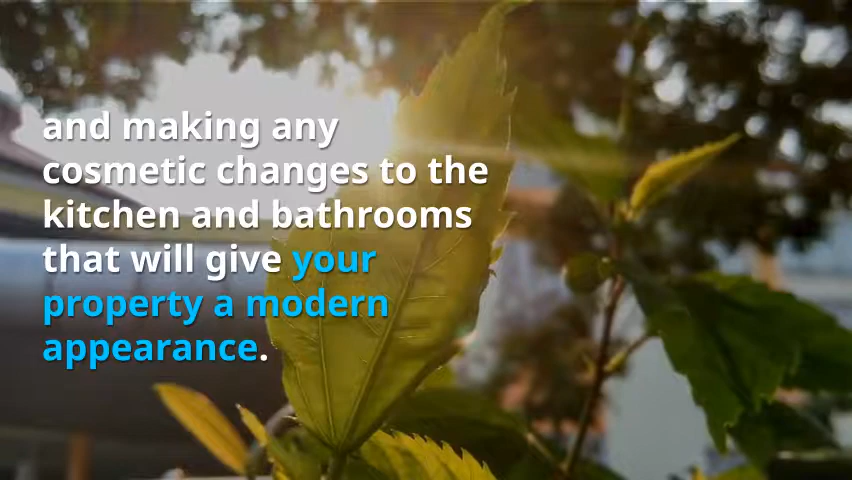 and making any
cosmetic changes to the
kitchen and bathrooms
that will give your
property a modern
appearance.